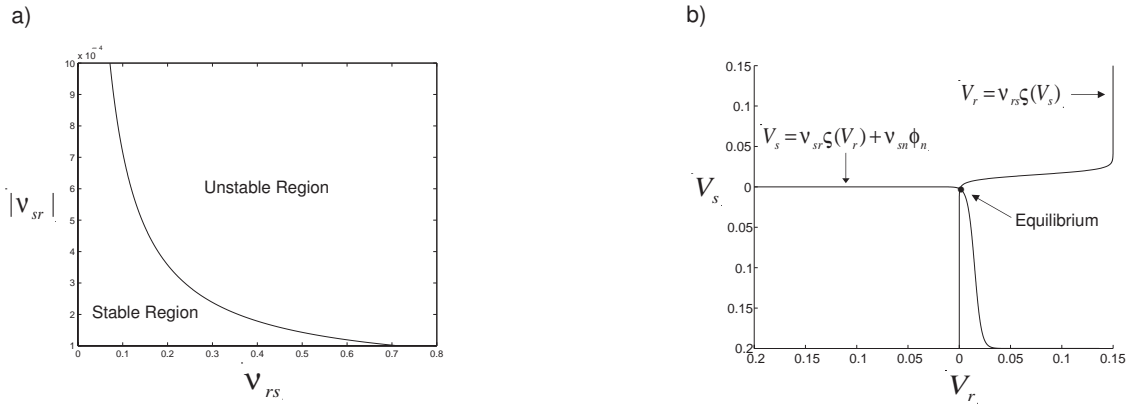 a)
x 10⁻⁴
10
9
8
7
6
5
4
3
2
1
0
0.1
0.2
0.3
0.4
0.5
0.6
0.7
0.8
Unstable Region
Stable Region
|ν_sr|
ν_rs
b)
0.15
0.1
0.05
0
0.05
0.1
0.15
0.2
0.2
0.15
0.1
0.05
0
0.05
0.1
0.15
V_r = ν_rs ς(V_s)
V_s = ν_sr ς(V_r) + ν_sn ϕ_n
Equilibrium
V_s
V_r